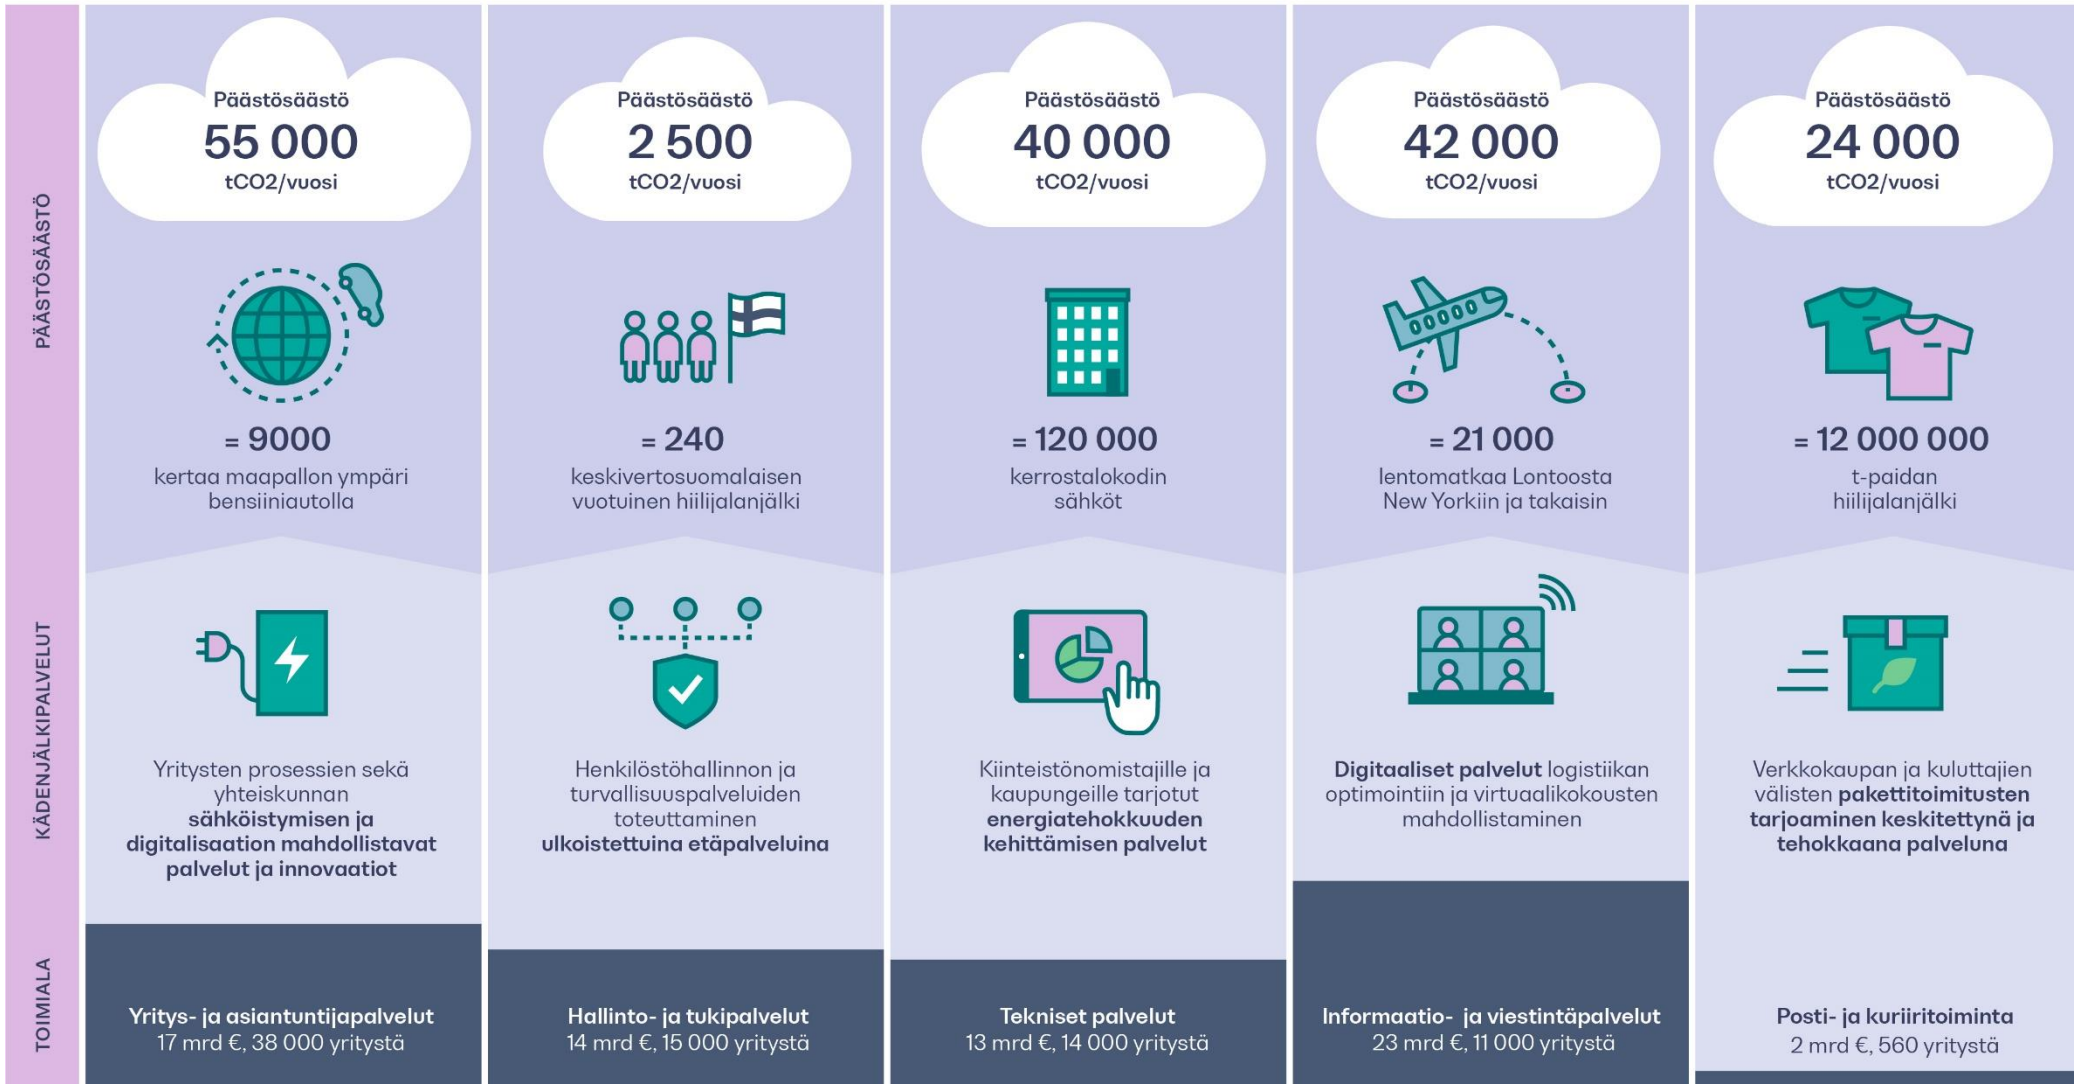 PÄÄSTÖSÄÄSTÖ
Päästösäästö
55 000
tCO2/vuosi
= 9000
kertaa maapallon ympäri
bensiiniautolla
Päästösäästö
2 500
tCO2/vuosi
= 240
keskivertosuomalaisen
vuotuinen hiilijalanjälki
Päästösäästö
40 000
tCO2/vuosi
= 120 000
kerrostalokodin
sähköt
Päästösäästö
42 000
tCO2/vuosi
= 21 000
lentomatkaa Lontoosta
New Yorkiin ja takaisin
Päästösäästö
24 000
tCO2/vuosi
= 12 000 000
t-paidan
hiilijalanjälki
KÄDENJÄLKIPALVELUT
Yritysten prosessien sekä
yhteiskunnan
sähköistymisen ja
digitalisaation mahdollistavat
palvelut ja innovaatiot
Henkilöstöhallinnon ja
turvallisuuspalveluiden
toteuttaminen
ulkoistettuina etäpalveluina
Kiinteistönomistajille ja
kaupungeille tarjotut
energiatehokkuuden
kehittämisen palvelut
Digitaaliset palvelut logistiikan
optimointiin ja virtuaalikokousten
mahdollistaminen
Verkkokaupan ja kuluttajien
välisten pakettitoimitusten
tarjoaminen keskitettynä ja
tehokkaana palveluna
TOIMIALA
Yritys- ja asiantuntijapalvelut
17 mrd €, 38 000 yritystä
Hallinto- ja tukipalvelut
14 mrd €, 15 000 yritystä
Tekniset palvelut
13 mrd €, 14 000 yritystä
Informaatio- ja viestintäpalvelut
23 mrd €, 11 000 yritystä
Posti- ja kuriiritoiminta
2 mrd €, 560 yritystä